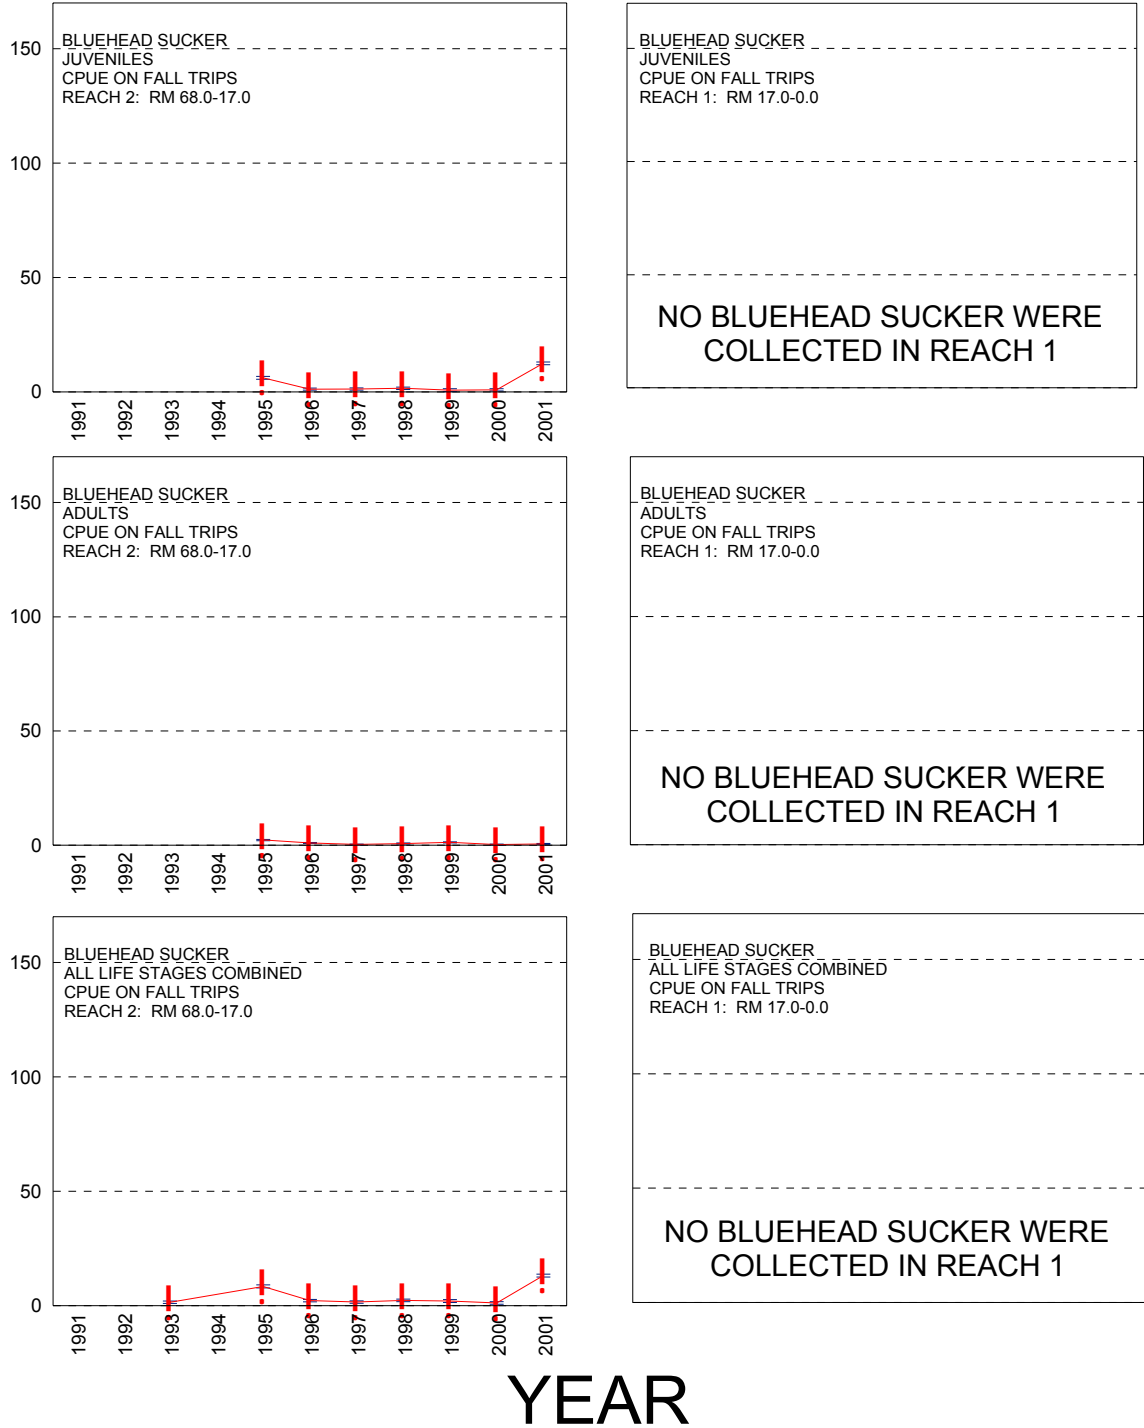 BLUEHEAD SUCKER
JUVENILES
CPUE ON FALL TRIPS
REACH 2: RM 68.0-17.0
150
100
50
0
1991 1992 1993 1994 1995 1996 1997 1998 1999 2000 2001
BLUEHEAD SUCKER
JUVENILES
CPUE ON FALL TRIPS
REACH 1: RM 17.0-0.0
NO BLUEHEAD SUCKER WERE
COLLECTED IN REACH 1
BLUEHEAD SUCKER
ADULTS
CPUE ON FALL TRIPS
REACH 2: RM 68.0-17.0
150
100
50
0
1991 1992 1993 1994 1995 1996 1997 1998 1999 2000 2001
BLUEHEAD SUCKER
ADULTS
CPUE ON FALL TRIPS
REACH 1: RM 17.0-0.0
NO BLUEHEAD SUCKER WERE
COLLECTED IN REACH 1
BLUEHEAD SUCKER
ALL LIFE STAGES COMBINED
CPUE ON FALL TRIPS
REACH 2: RM 68.0-17.0
150
100
50
0
1991 1992 1993 1994 1995 1996 1997 1998 1999 2000 2001
BLUEHEAD SUCKER
ALL LIFE STAGES COMBINED
CPUE ON FALL TRIPS
REACH 1: RM 17.0-0.0
NO BLUEHEAD SUCKER WERE
COLLECTED IN REACH 1
YEAR